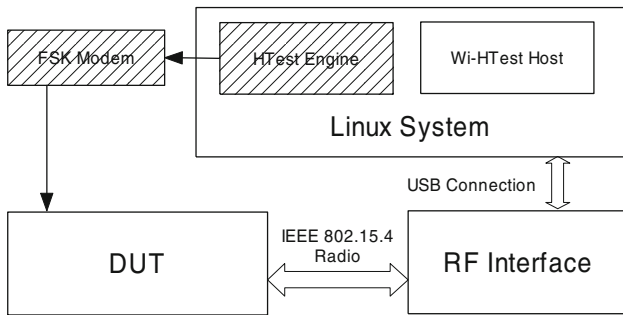 FSK Modem
HTest Engine
Wi-HTest Host
Linux System
USB Connection
IEEE 802.15.4
Radio
DUT
RF Interface